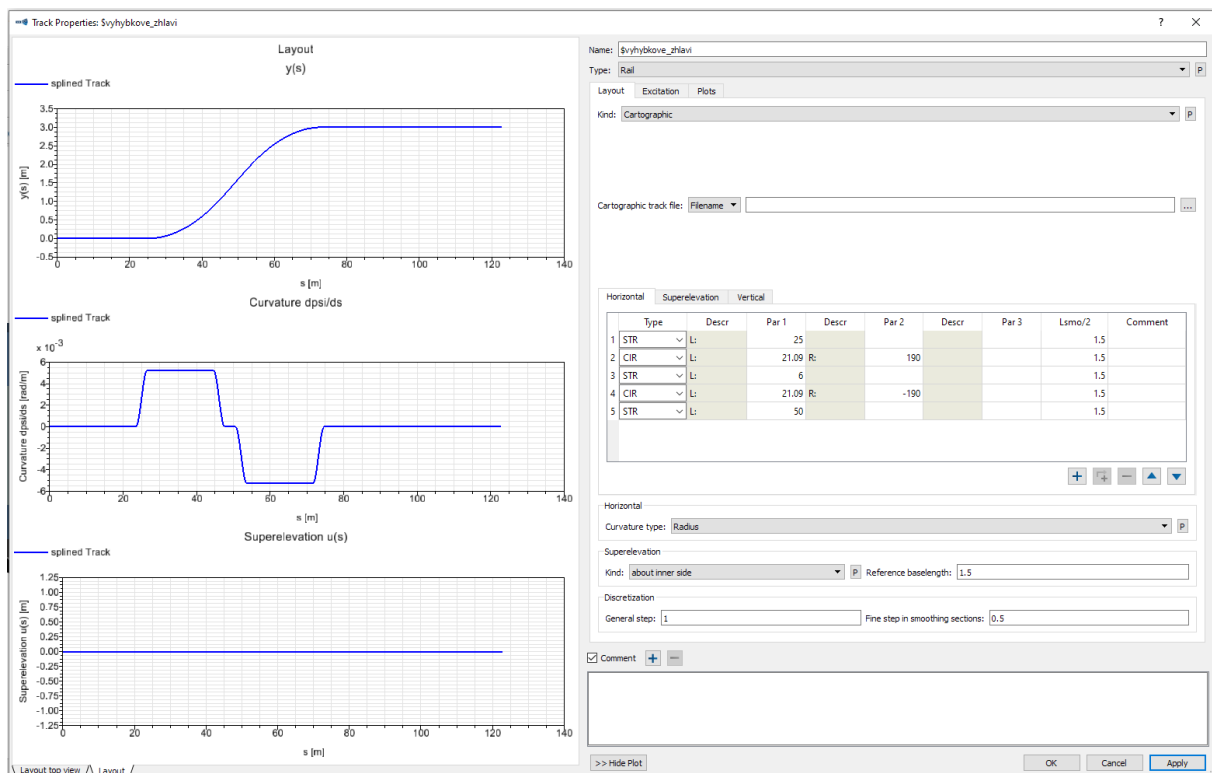 Track Properties: $vyhybkove_zhlavi
? ×
Layout
y(s)
splined Track
3.5
3.0
2.5
2.0
1.5
1.0
0.5
0.0
-0.5
y(s) [m]
0 20 40 60 80 100 120 140
s [m]
Curvature dpsi/ds
splined Track
x 10⁻³
6
4
2
0
-2
-4
-6
Curvature dpsi/ds [rad/m]
0 20 40 60 80 100 120 140
s [m]
Superelevation u(s)
splined Track
1.25
1.00
0.75
0.50
0.25
0.00
-0.25
-0.50
-0.75
-1.00
-1.25
Superelevation u(s) [m]
0 20 40 60 80 100 120 140
s [m]
Layout top view Layout
Name: $vyhybkove_zhlavi
Type: Rail P
Layout Excitation Plots
Kind: Cartographic P
Cartographic track file: Filename ...
Horizontal Superelevation Vertical
Type Descr Par 1 Descr Par 2 Descr Par 3 Lsmo/2 Comment
1 STR L: 25 1.5
2 CIR L: 21.09 R: 190 1.5
3 STR L: 6 1.5
4 CIR L: 21.09 R: -190 1.5
5 STR L: 50 1.5
Horizontal
Curvature type: Radius P
Superelevation
Kind: about inner side P Reference baselength: 1.5
Discretization
General step: 1 Fine step in smoothing sections: 0.5
Comment
>> Hide Plot OK Cancel Apply